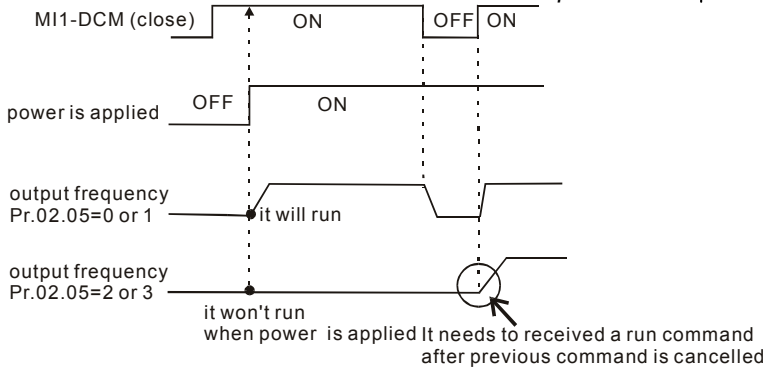 MI1-DCM (close)
ON
OFF
ON
power is applied
OFF
ON
output frequency
Pr.02.05=0 or 1
it will run
output frequency
Pr.02.05=2 or 3
it won't run
when power is applied
It needs to received a run command
after previous command is cancelled